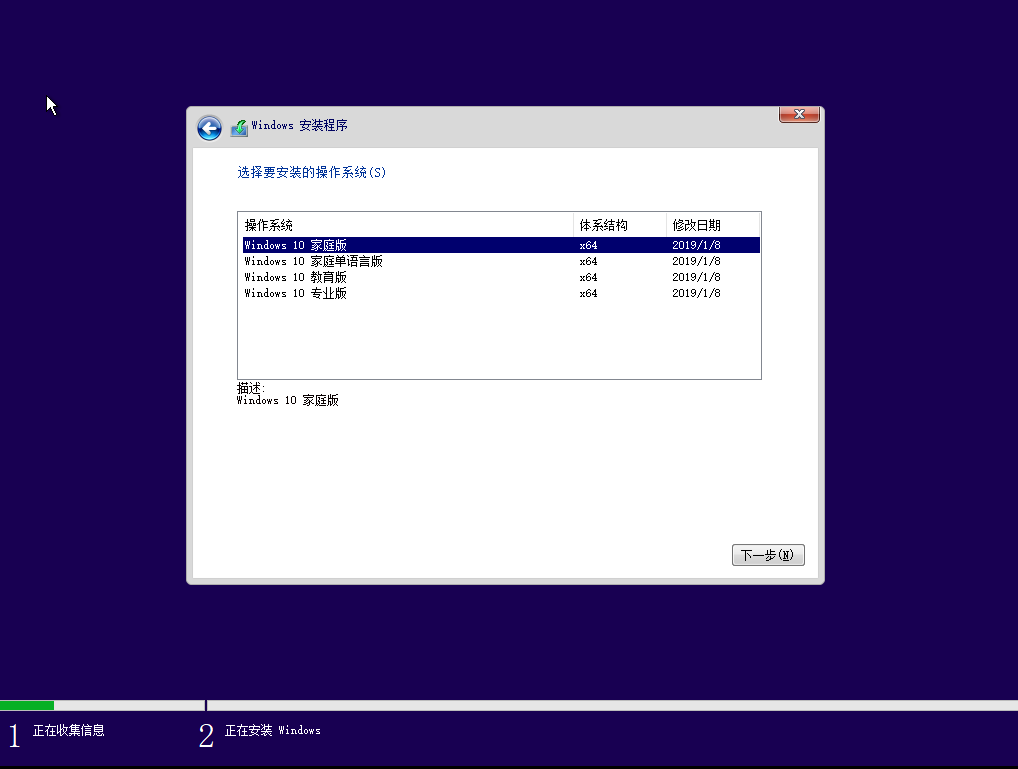 Windows 安装程序
选择要安装的操作系统(S)
操作系统 体系结构 修改日期
Windows 10 家庭版 x64 2019/1/8
Windows 10 家庭单语言版 x64 2019/1/8
Windows 10 教育版 x64 2019/1/8
Windows 10 专业版 x64 2019/1/8
描述:
Windows 10 家庭版
下一步(N)
1 正在收集信息 2 正在安装 Windows